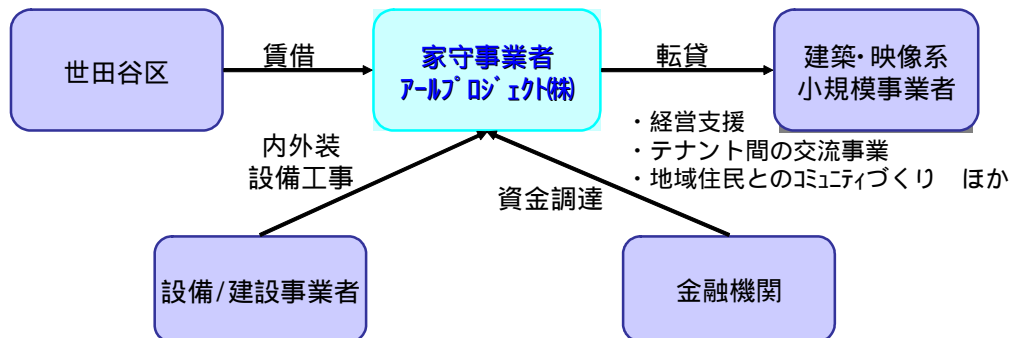 世田谷区
賃借
家守事業者
ｱｰﾙﾌﾟﾛｼﾞｪｸﾄ㈱
転貸
建築・映像系
小規模事業者
・経営支援
・テナント間の交流事業
・地域住民とのｺﾐｭﾆﾃｨづくり　ほか
内外装
設備工事
資金調達
設備/建設事業者
金融機関